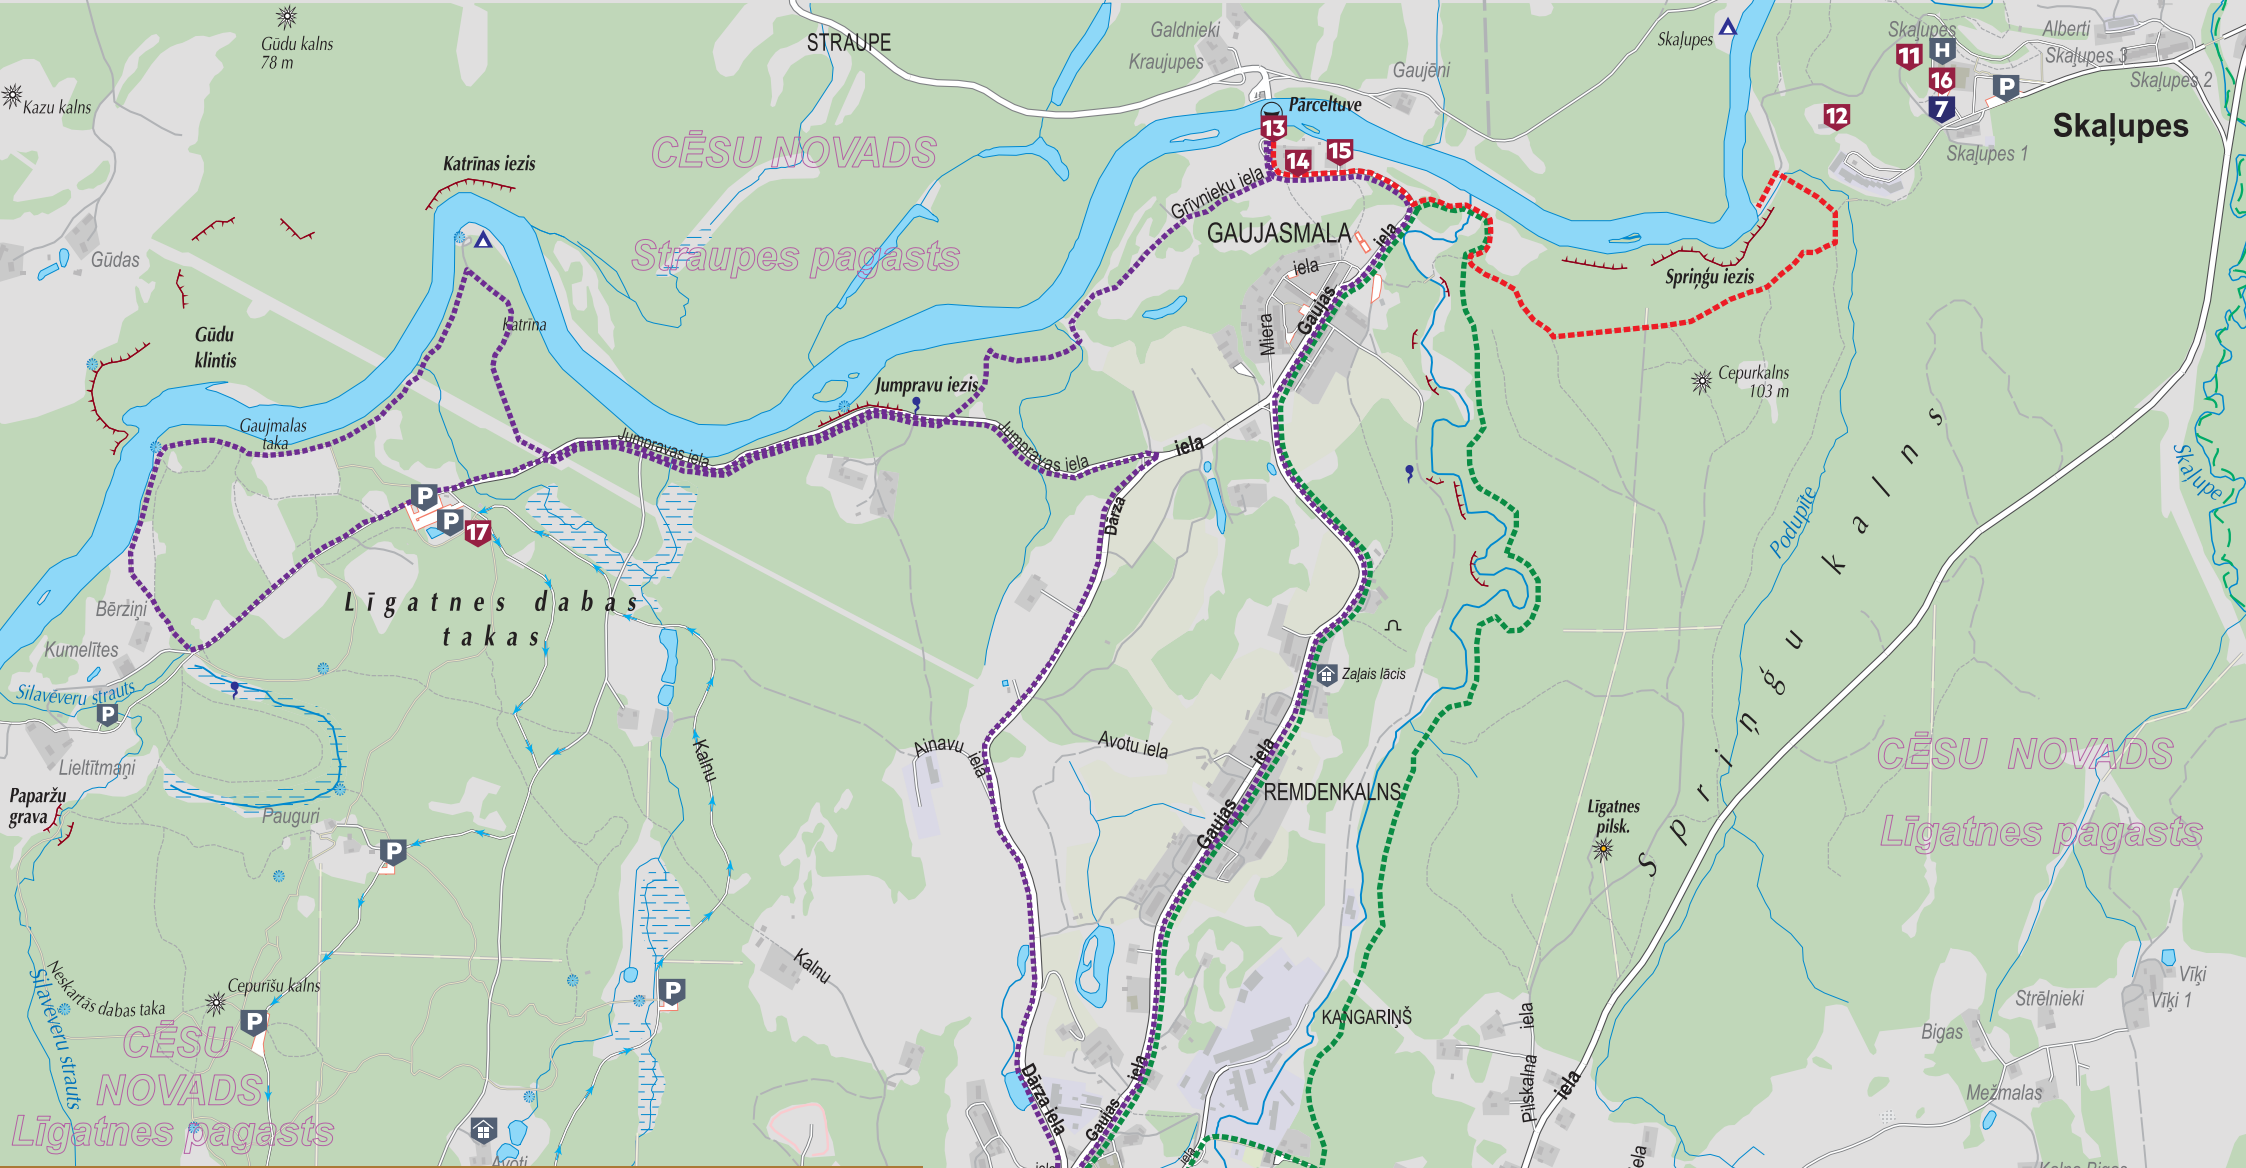 Gūdu kalns
78 m
STRAUPE
Galdnieki
Kraujupes
Gaujēni
Skaļupes
Skaļupes
11
H
16
7
P
12
Alberti
Skaļupes 3
Skaļupes 2
Skaļupes
Skaļupes 1
Kazu kalns
Pārceltuve
13
14
15
CĒSU NOVADS
Straupes pagasts
Katrīnas iezis
Grīvnieku iela
GAUJASMALA
iela
iela
Gaujas
Miera
Spriņģu iezis
Gūdas
Gūdu
klintis
Katrīna
Jumpravu iezis
Cepurkalns
103 m
Gaujmalas
taka
Jumpravas iela
Jumpravas iela
iela
Dārza
P
P
17
Līgatnes dabas
takas
Skaļupe
Podupīte
Spriņģu kalns
Bērziņi
Kumelītes
Silavēveru strauts
P
Lieltītmaņi
Paparžu
grava
Pauguri
P
Zaļais lācis
Ainavu iela
Avotu iela
Kalnu
Gaujas iela
REMDENKALNS
Līgatnes
pilsk.
CĒSU NOVADS
Līgatnes pagasts
Kalnu
Neskartās dabas taka
Silavēveru strauts
Cepurīšu kalns
P
P
CĒSU
NOVADS
Līgatnes pagasts
KANGARIŅŠ
Pilskalna iela
iela
Vīķi
Vīķi 1
Strēlnieki
Bigas
Mežmalas
Dārza iela
Gaujas iela
Avoti
iela
iela
iela